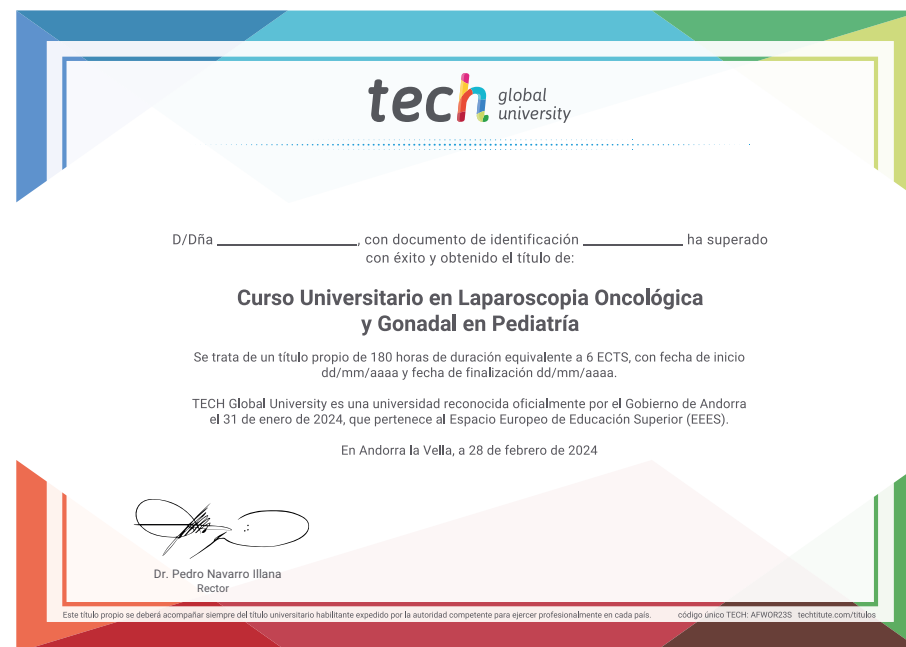 tech global university
D/Dña ______________, con documento de identificación __________ ha superado
con éxito y obtenido el título de:
Curso Universitario en Laparoscopia Oncológica
y Gonadal en Pediatría
Se trata de un título propio de 180 horas de duración equivalente a 6 ECTS, con fecha de inicio
dd/mm/aaaa y fecha de finalización dd/mm/aaaa.
TECH Global University es una universidad reconocida oficialmente por el Gobierno de Andorra
el 31 de enero de 2024, que pertenece al Espacio Europeo de Educación Superior (EEES).
En Andorra la Vella, a 28 de febrero de 2024
Dr. Pedro Navarro Illana
Rector
Este título propio se deberá acompañar siempre del título universitario habilitante expedido por la autoridad competente para ejercer profesionalmente en cada país. código único TECH: AFWOR23S techtitute.com/titulos